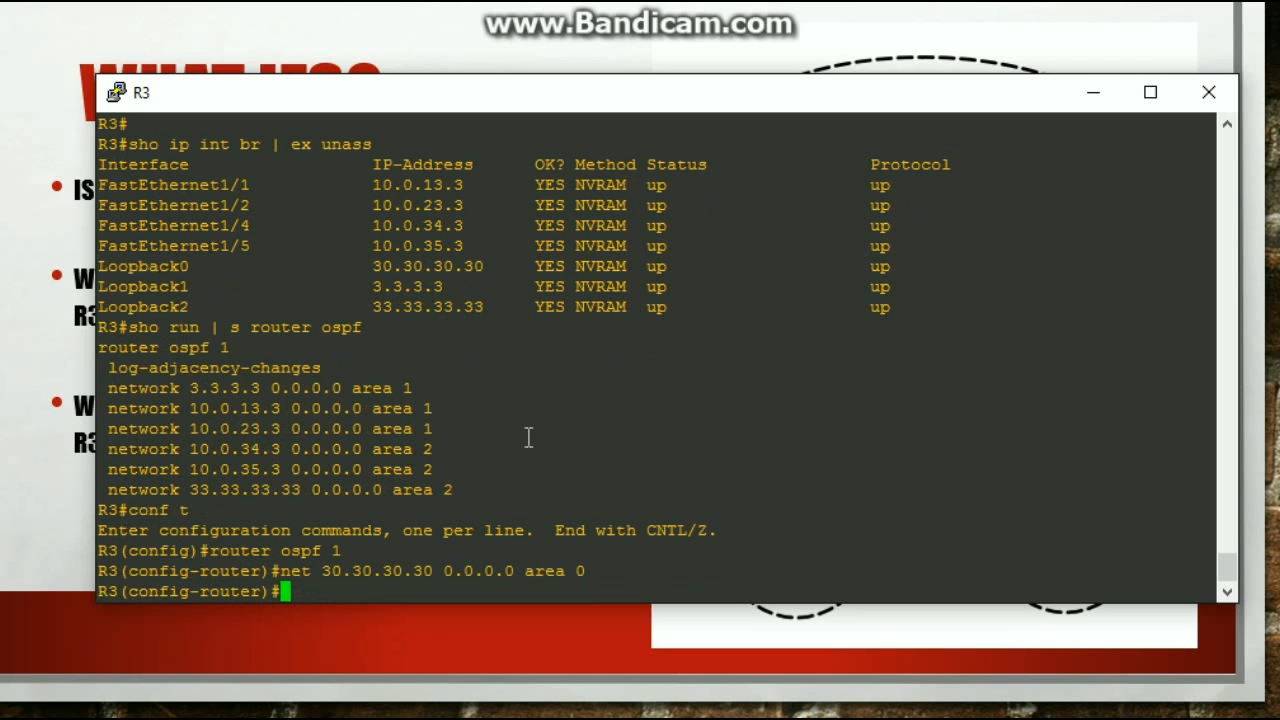 www.Bandicam.com
R3
R3#
R3#sho ip int br | ex unass
Interface IP-Address OK? Method Status Protocol
FastEthernet1/1 10.0.13.3 YES NVRAM up up
FastEthernet1/2 10.0.23.3 YES NVRAM up up
FastEthernet1/4 10.0.34.3 YES NVRAM up up
FastEthernet1/5 10.0.35.3 YES NVRAM up up
Loopback0 30.30.30.30 YES NVRAM up up
Loopback1 3.3.3.3 YES NVRAM up up
Loopback2 33.33.33.33 YES NVRAM up up
R3#sho run | s router ospf
router ospf 1
log-adjacency-changes
network 3.3.3.3 0.0.0.0 area 1
network 10.0.13.3 0.0.0.0 area 1
network 10.0.23.3 0.0.0.0 area 1
network 10.0.34.3 0.0.0.0 area 2
network 10.0.35.3 0.0.0.0 area 2
network 33.33.33.33 0.0.0.0 area 2
R3#conf t
Enter configuration commands, one per line. End with CNTL/Z.
R3(config)#router ospf 1
R3(config-router)#net 30.30.30.30 0.0.0.0 area 0
R3(config-router)#
IS
R3
R3